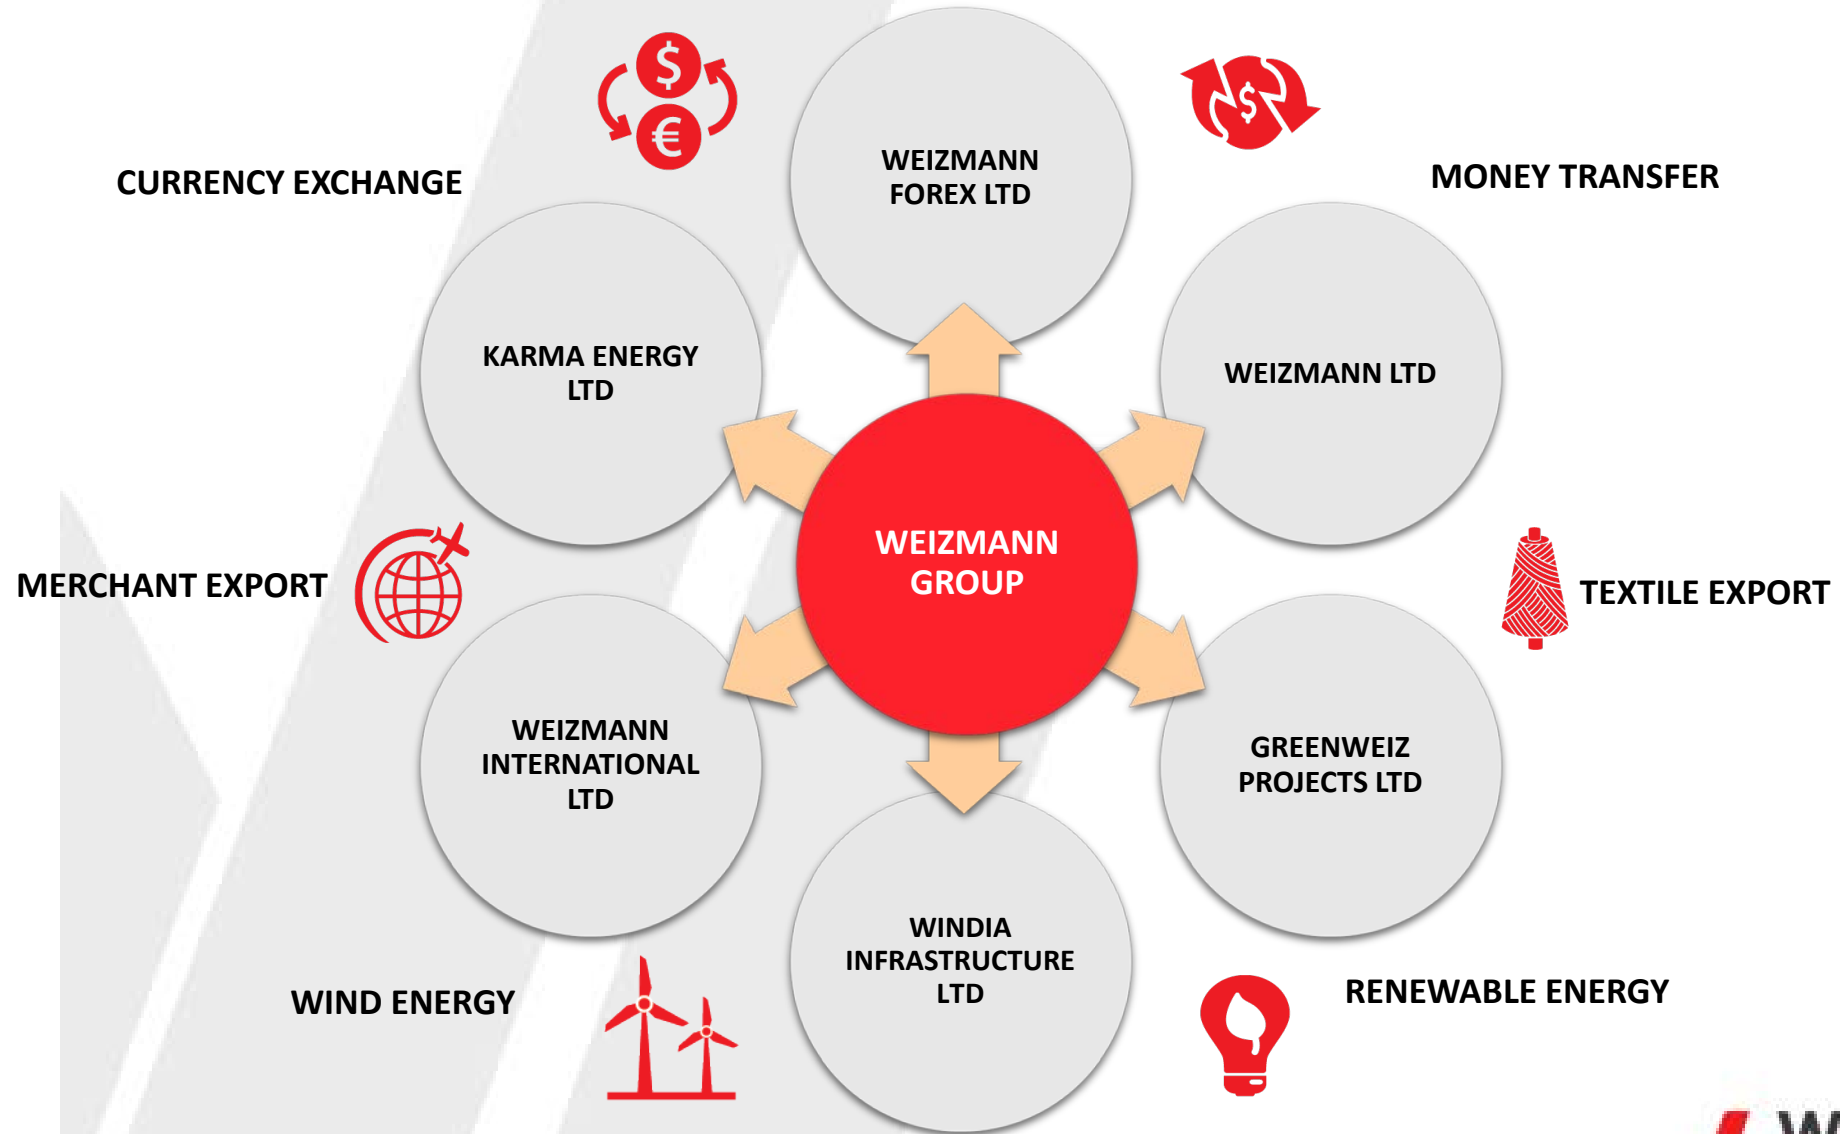 WEIZMANN
FOREX LTD
CURRENCY EXCHANGE
MONEY TRANSFER
KARMA ENERGY
LTD
WEIZMANN LTD
WEIZMANN
GROUP
MERCHANT EXPORT
TEXTILE EXPORT
WEIZMANN
INTERNATIONAL
LTD
GREENWEIZ
PROJECTS LTD
WINDIA
INFRASTRUCTURE
LTD
WIND ENERGY
RENEWABLE ENERGY
$
€
$